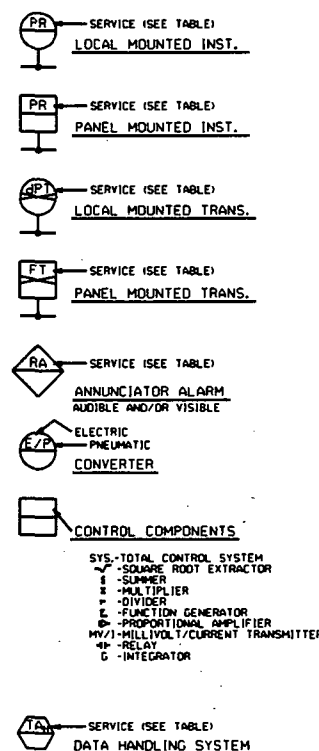 PR SERVICE (SEE TABLE)
LOCAL MOUNTED INST.
PR SERVICE (SEE TABLE)
PANEL MOUNTED INST.
dPT SERVICE (SEE TABLE)
LOCAL MOUNTED TRANS.
FT SERVICE (SEE TABLE)
PANEL MOUNTED TRANS.
RA SERVICE (SEE TABLE)
ANNUNCIATOR ALARM
AUDIBLE AND/OR VISIBLE
ELECTRIC
E/P PNEUMATIC
CONVERTER
CONTROL COMPONENTS
SYS.-TOTAL CONTROL SYSTEM
-SQUARE ROOT EXTRACTOR
-SUMMER
-MULTIPLIER
-DIVIDER
-FUNCTION GENERATOR
-PROPORTIONAL AMPLIFIER
MV/I-MILLIVOLT/CURRENT TRANSMITTER
-RELAY
-INTEGRATOR
TA SERVICE (SEE TABLE)
DATA HANDLING SYSTEM